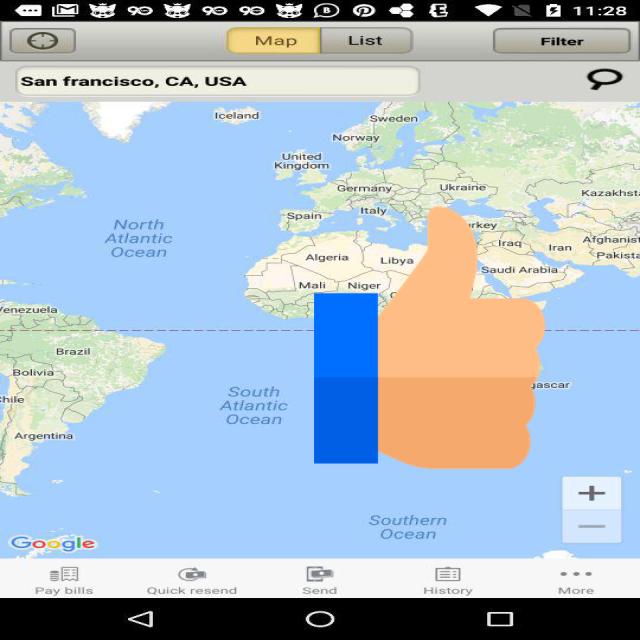 11:28
Map
List
Filter
San francisco, CA, USA
Iceland
Sweden
Norway
United
Kingdom
Germany
Ukraine
Kazakhsta
Spain
Italy
rkey
North
Atlantic
Ocean
Iraq
Iran
Afghanist
Pakista
Algeria
Libya
Saudi Arabia
Mali
Niger
enezuela
Brazil
Bolivia
Chile
gascar
South
Atlantic
Ocean
Argentina
Southern
Ocean
+
−
Google
Pay bills
Quick resend
Send
History
More